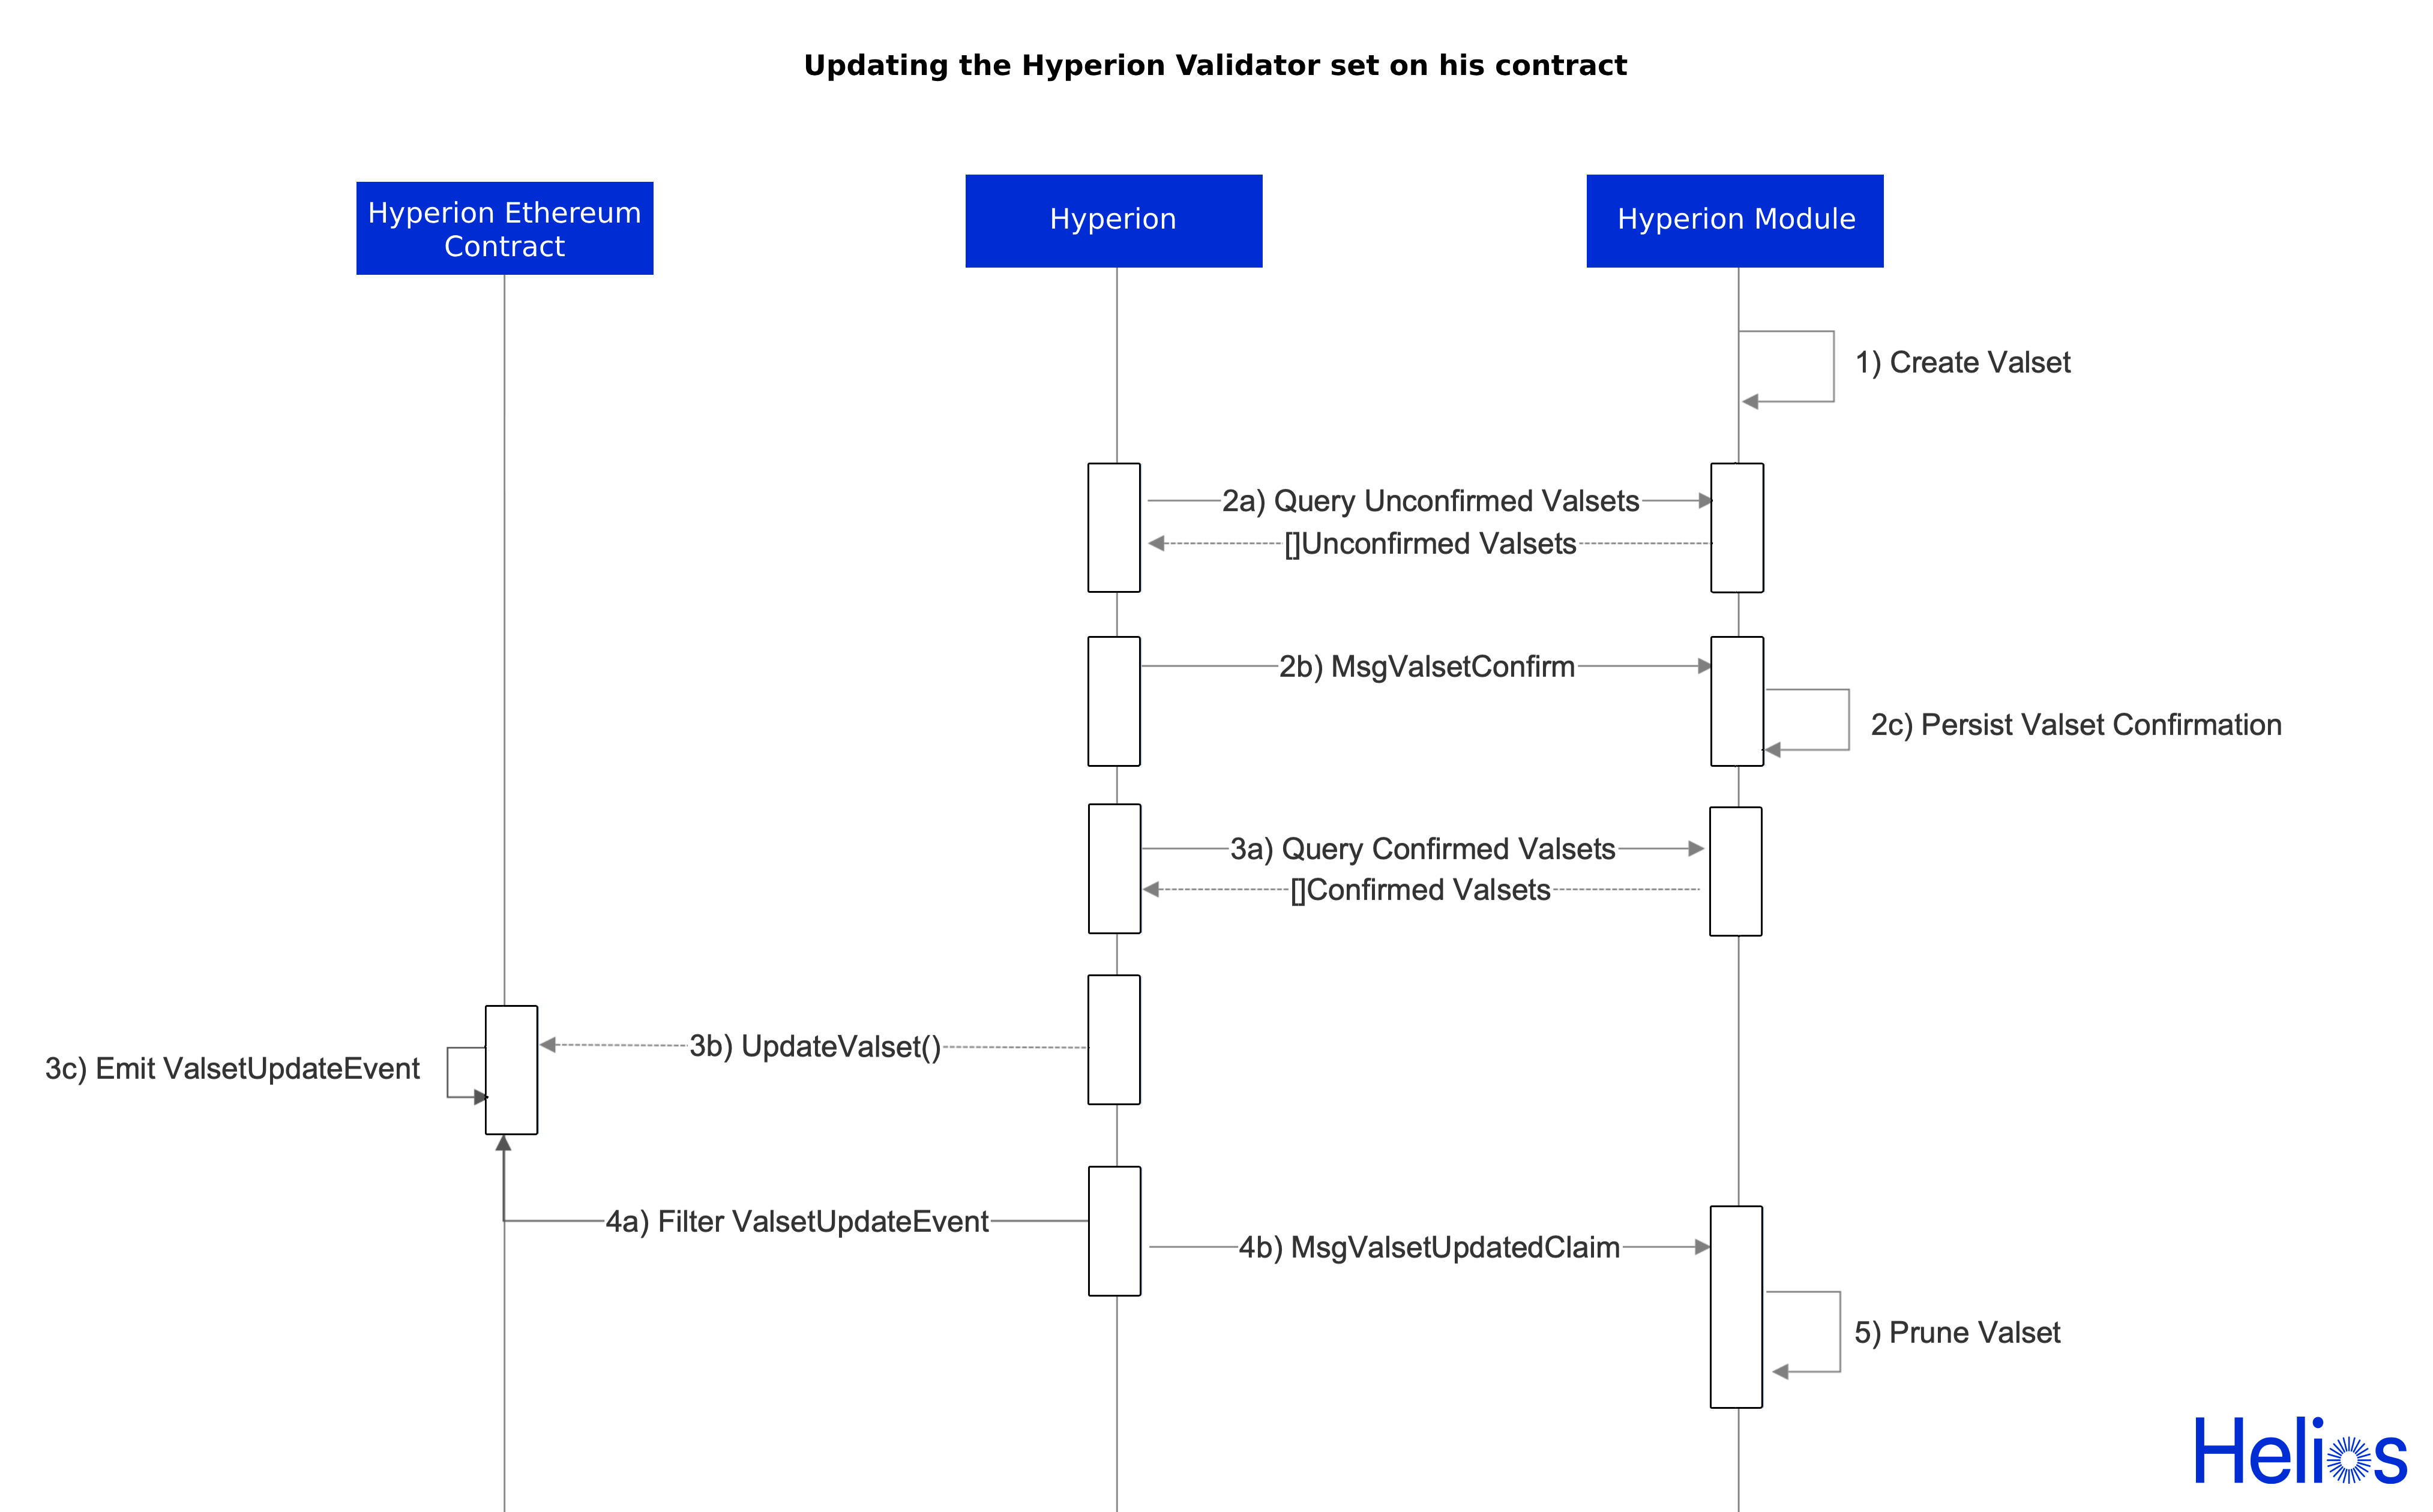 Updating the Hyperion Validator set on his contract
Hyperion Ethereum
Contract
Hyperion
Hyperion Module
1) Create Valset
2a) Query Unconfirmed Valsets
[]Unconfirmed Valsets
2b) MsgValsetConfirm
2c) Persist Valset Confirmation
3a) Query Confirmed Valsets
[]Confirmed Valsets
3b) UpdateValset()
3c) Emit ValsetUpdateEvent
4a) Filter ValsetUpdateEvent
4b) MsgValsetUpdatedClaim
5) Prune Valset
Helios